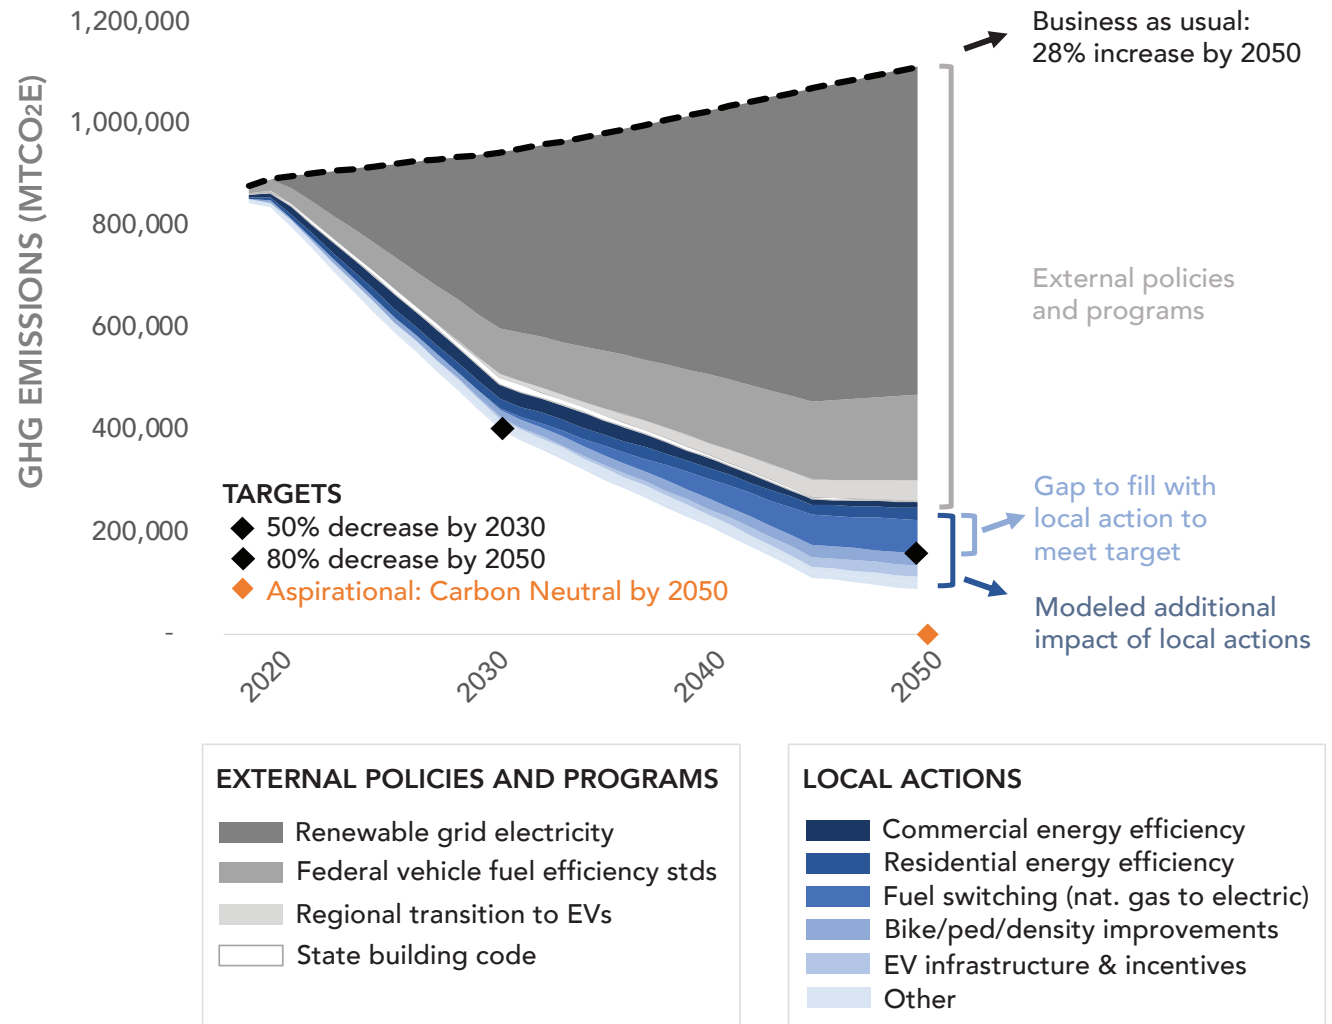 1,200,000
1,000,000
800,000
600,000
400,000
200,000
-
GHG EMISSIONS (MTCO2E)
Business as usual:
28% increase by 2050
External policies
and programs
Gap to fill with
local action to
meet target
Modeled additional
impact of local actions
TARGETS
50% decrease by 2030
80% decrease by 2050
Aspirational: Carbon Neutral by 2050
2020
2030
2040
2050
EXTERNAL POLICIES AND PROGRAMS
Renewable grid electricity
Federal vehicle fuel efficiency stds
Regional transition to EVs
State building code
LOCAL ACTIONS
Commercial energy efficiency
Residential energy efficiency
Fuel switching (nat. gas to electric)
Bike/ped/density improvements
EV infrastructure & incentives
Other